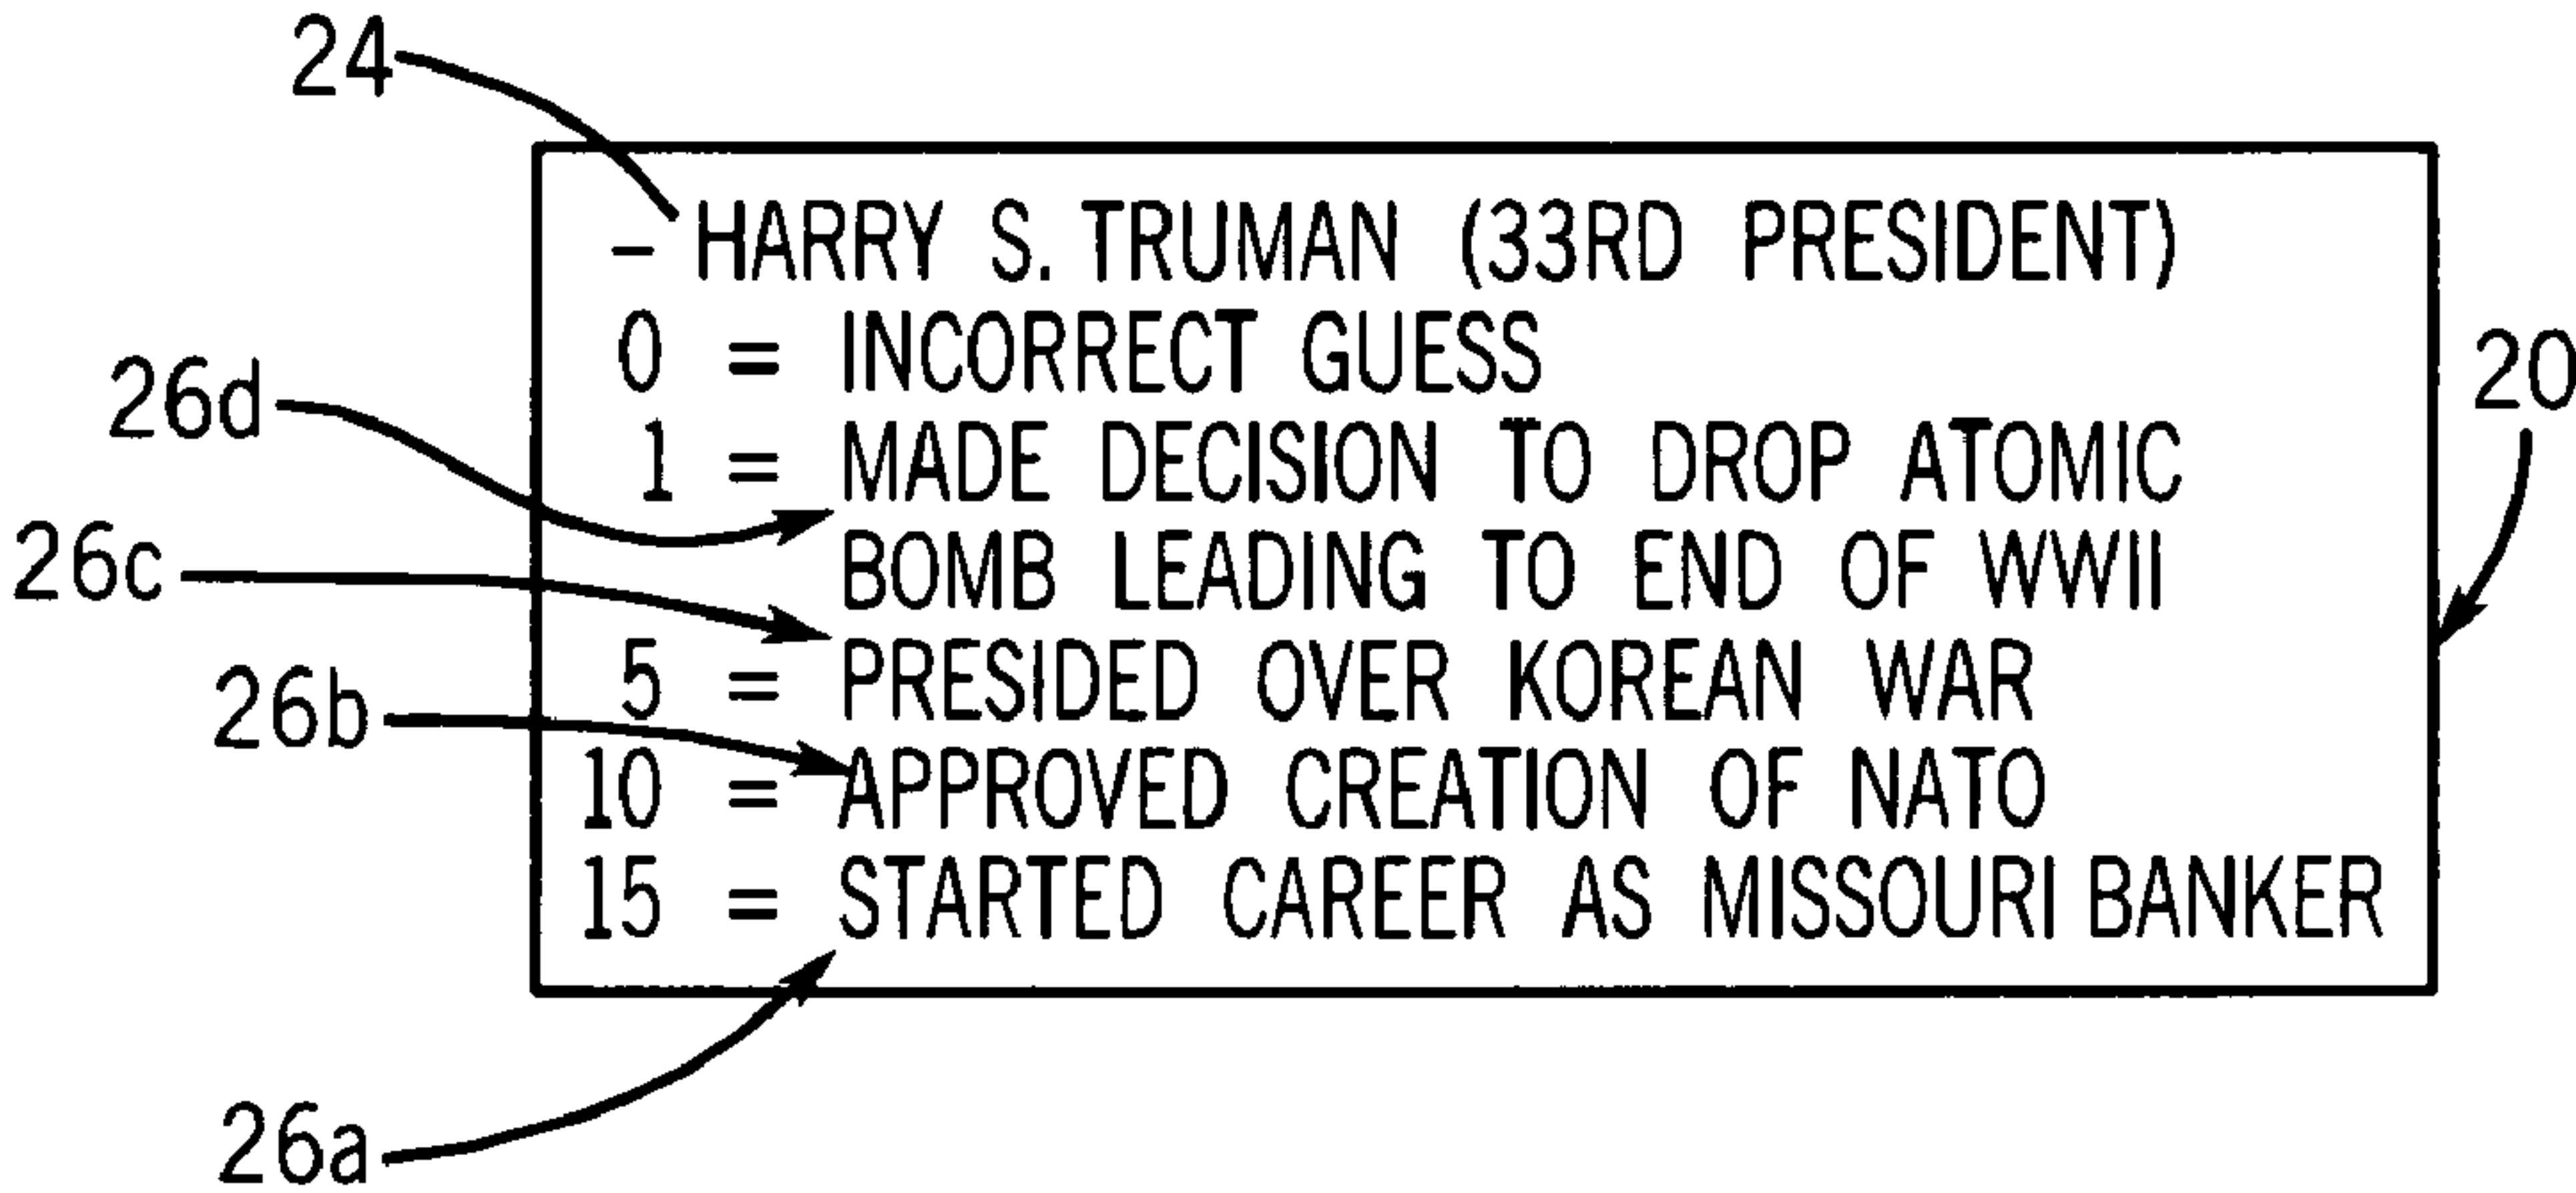 24
- HARRY S. TRUMAN (33RD PRESIDENT)
0 = INCORRECT GUESS
26d
20
1 = MADE DECISION TO DROP ATOMIC
BOMB LEADING TO END OF WWII
26c
5 = PRESIDED OVER KOREAN WAR
26b
10 = APPROVED CREATION OF NATO
15 = STARTED CAREER AS MISSOURI BANKER
26a